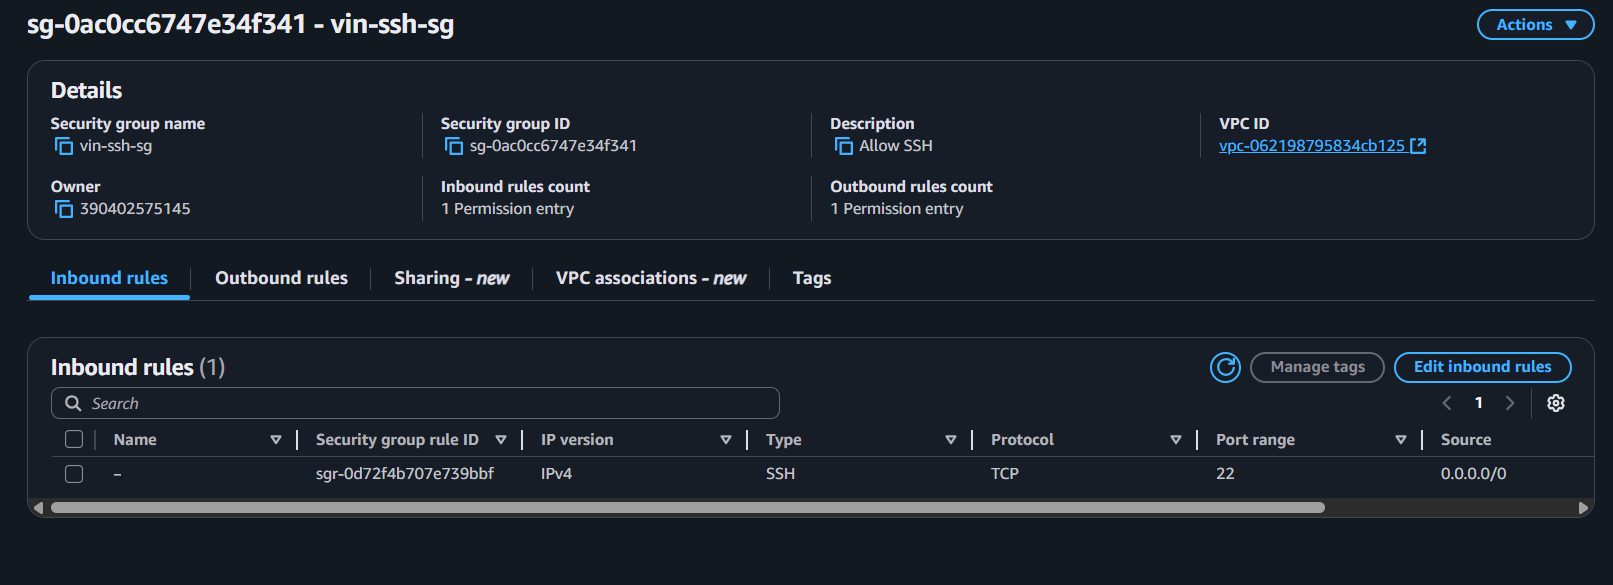 sg-0ac0cc6747e34f341 - vin-ssh-sg
Actions
Details
Security group name
vin-ssh-sg
Security group ID
sg-0ac0cc6747e34f341
Description
Allow SSH
VPC ID
vpc-062198795834cb125
Owner
390402575145
Inbound rules count
1 Permission entry
Outbound rules count
1 Permission entry
Inbound rules
Outbound rules
Sharing - new
VPC associations - new
Tags
Inbound rules (1)
Manage tags
Edit inbound rules
Search
1
Name Security group rule ID IP version Type Protocol Port range Source
– sgr-0d72f4b707e739bbf IPv4 SSH TCP 22 0.0.0.0/0